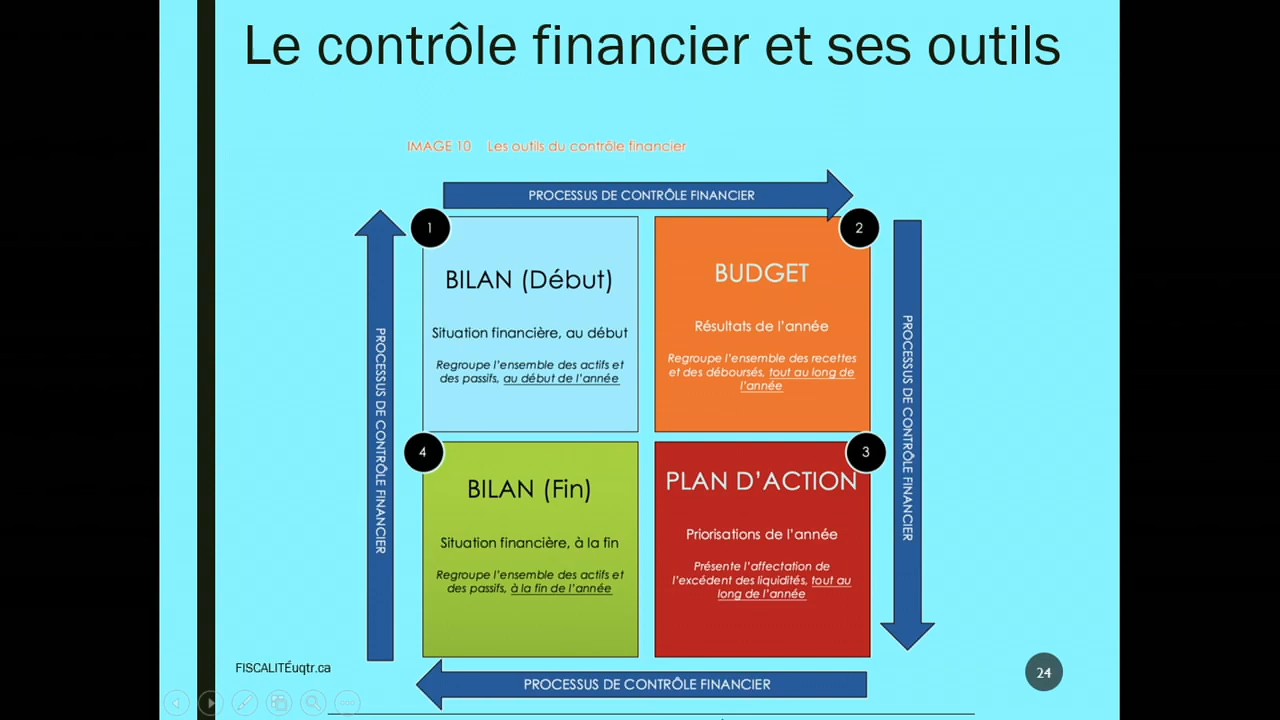 Le contrôle financier et ses outils
IMAGE 10 Les outils du contrôle financier
PROCESSUS DE CONTRÔLE FINANCIER
1
BILAN (Début)
Situation financière, au début
Regroupe l'ensemble des actifs et
des passifs, au début de l'année
2
BUDGET
Résultats de l'année
Regroupe l'ensemble des recettes
et des déboursés, tout au long de
l'année
PROCESSUS DE CONTRÔLE FINANCIER
3
PLAN D'ACTION
Priorisations de l'année
Présente l'affectation de
l'excédent des liquidités, tout au
long de l'année
PROCESSUS DE CONTRÔLE FINANCIER
4
BILAN (Fin)
Situation financière, à la fin
Regroupe l'ensemble des actifs et
des passifs, à la fin de l'année
PROCESSUS DE CONTRÔLE FINANCIER
FISCALITÉuqtr.ca
24